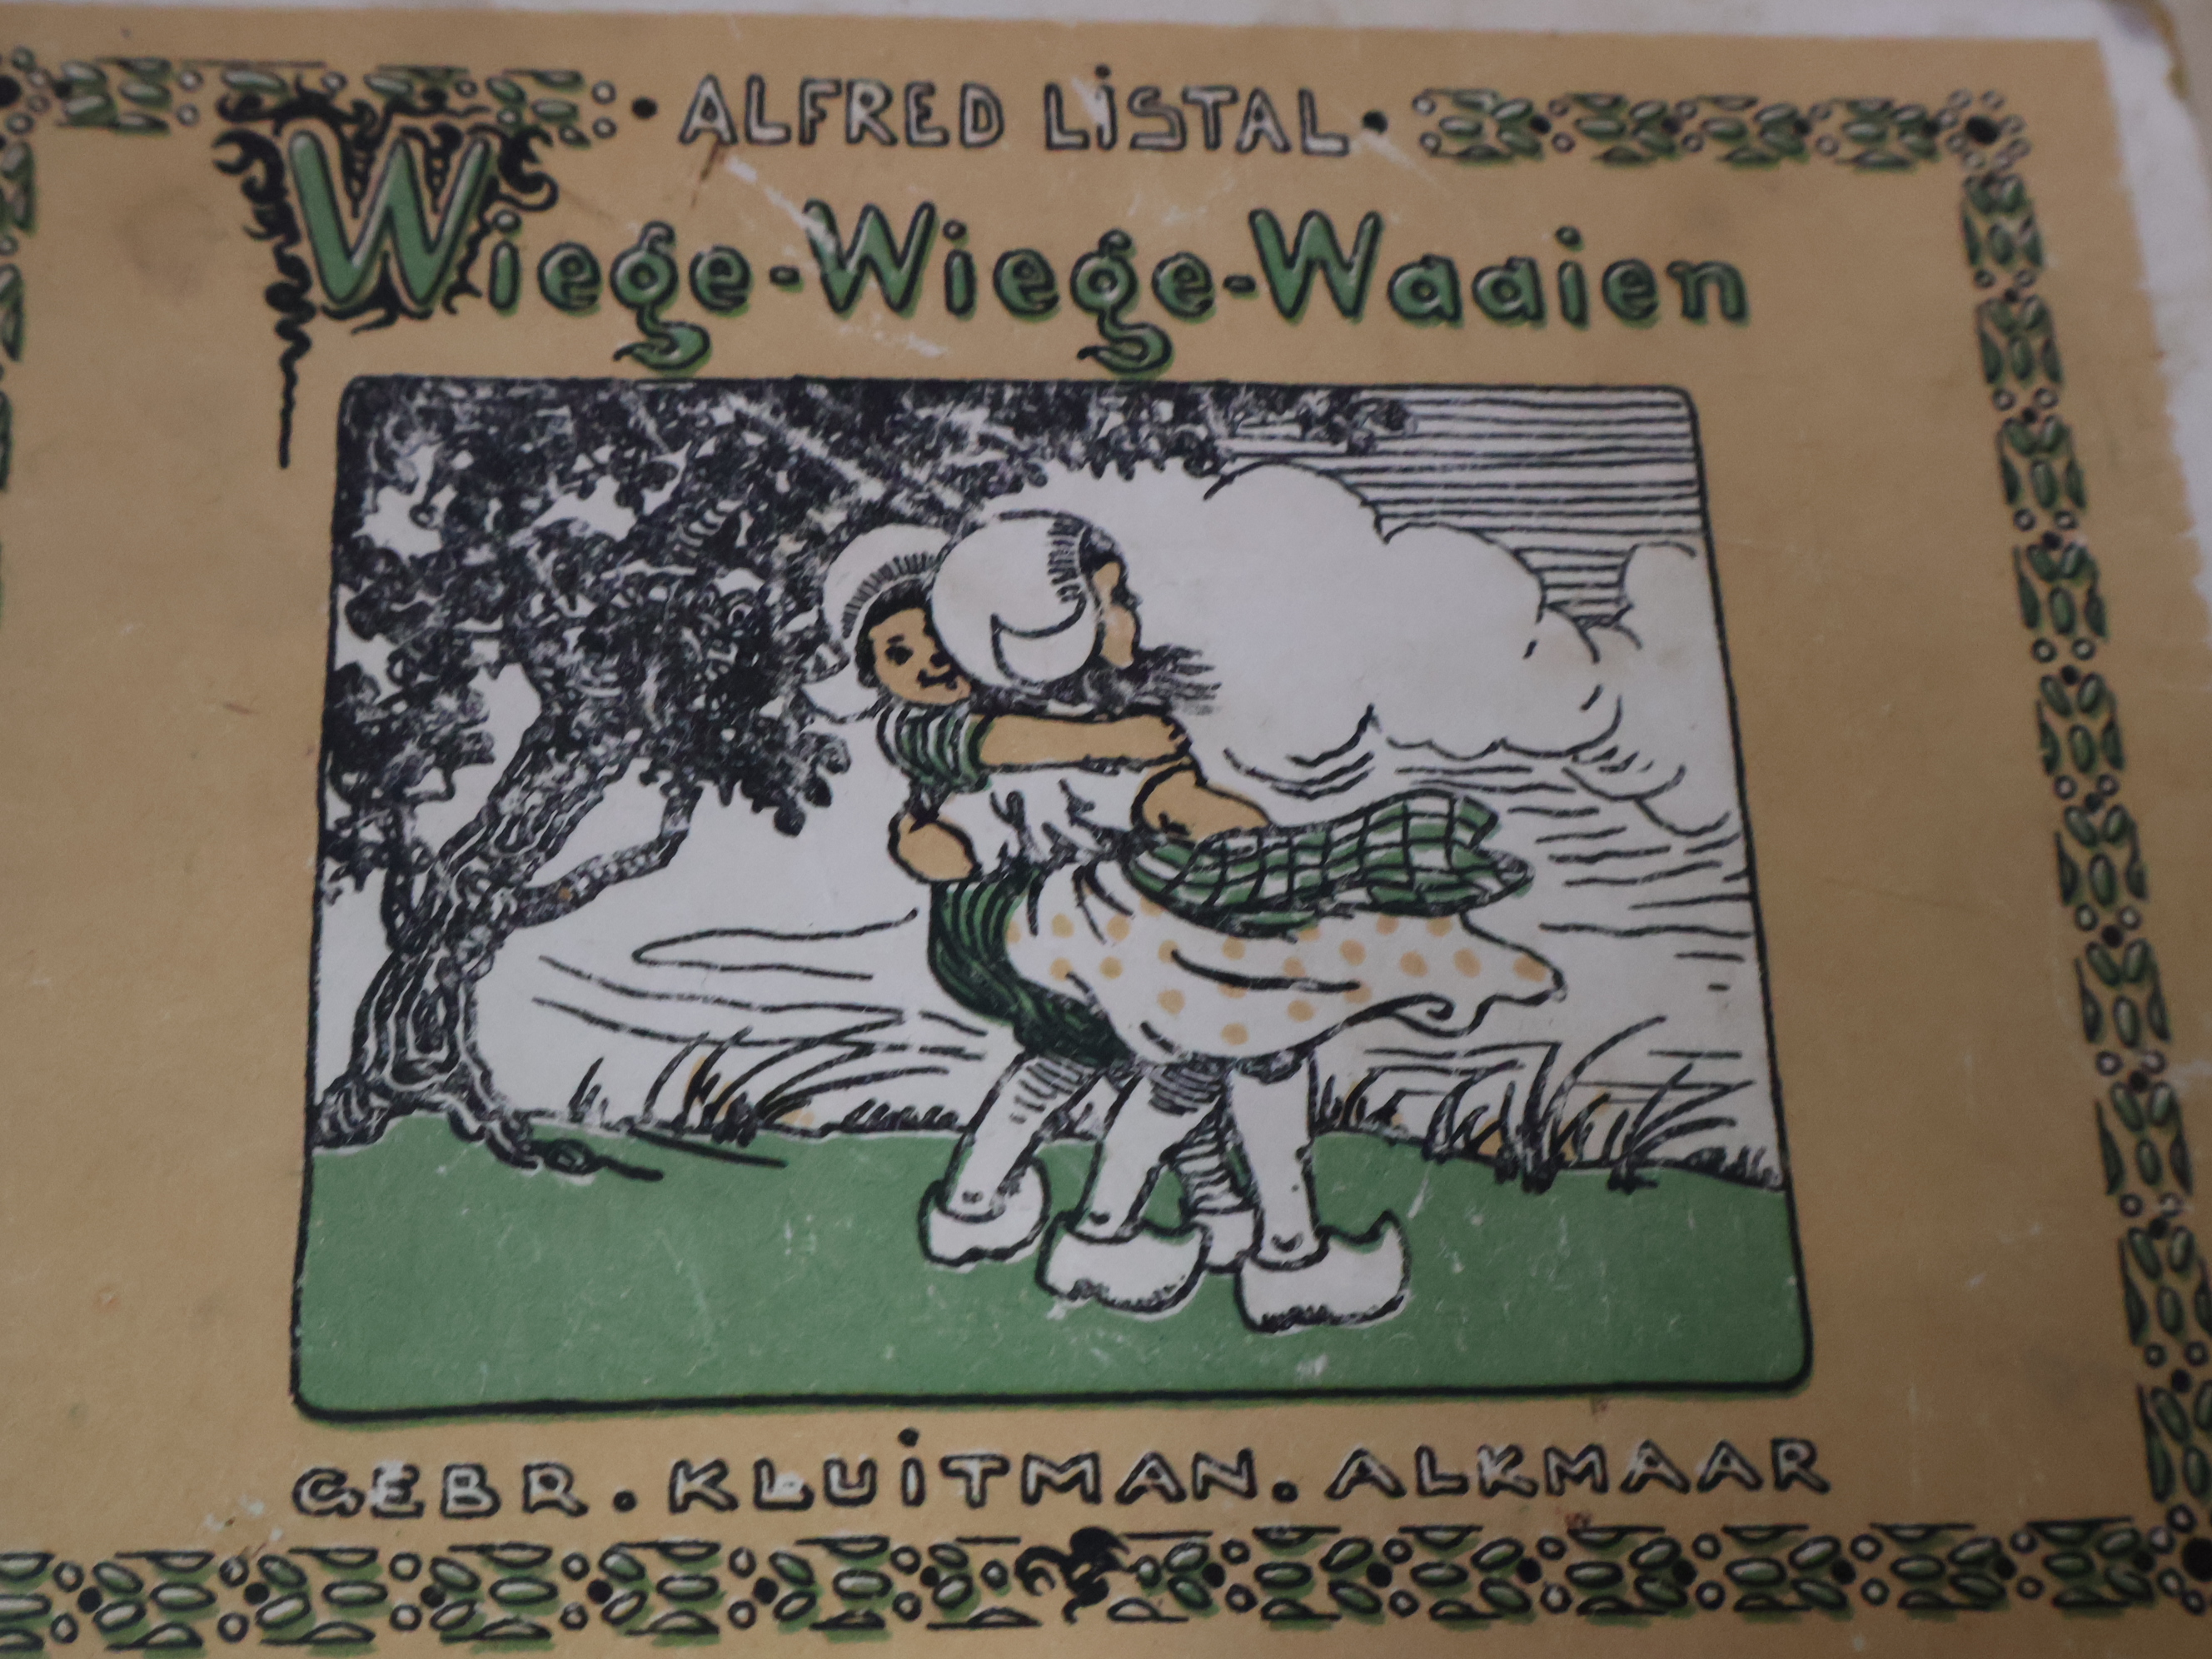 • ALFRED LiSTAL •
Wiege-Wiege-Waaien
GEBR. KLUiTMAN. ALKMAAR